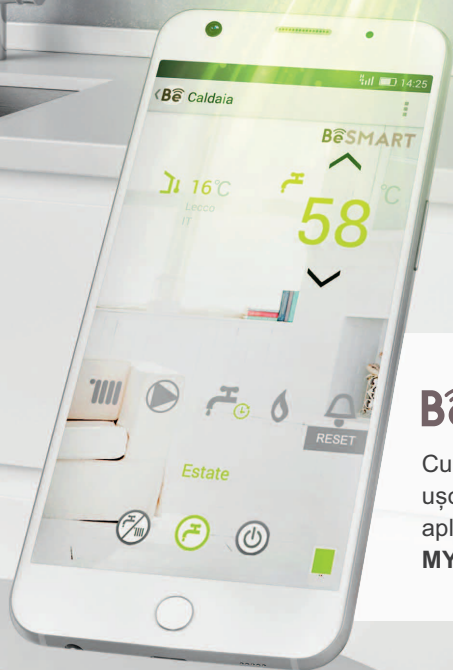 14:25
Bē Caldaia
BēSMART
16°C
°C
Lecco
IT
58
RESET
Estate
Bē
Cu
ușo
apl
MY